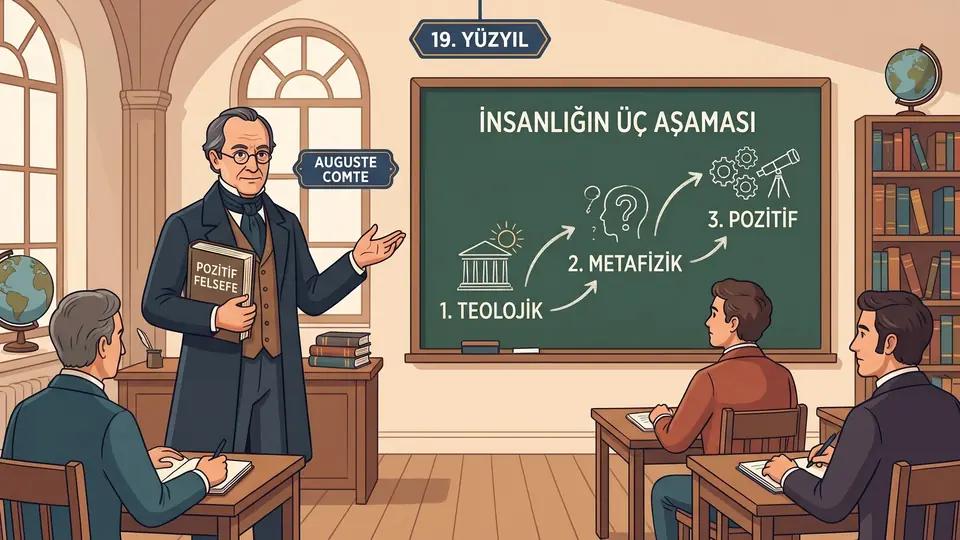 19. YÜZYIL
İNSANLIĞIN ÜÇ AŞAMASI
AUGUSTE
COMTE
3. POZİTİF
2. METAFİZİK
POZİTİF
FELSEFE
1. TEOLOJİK